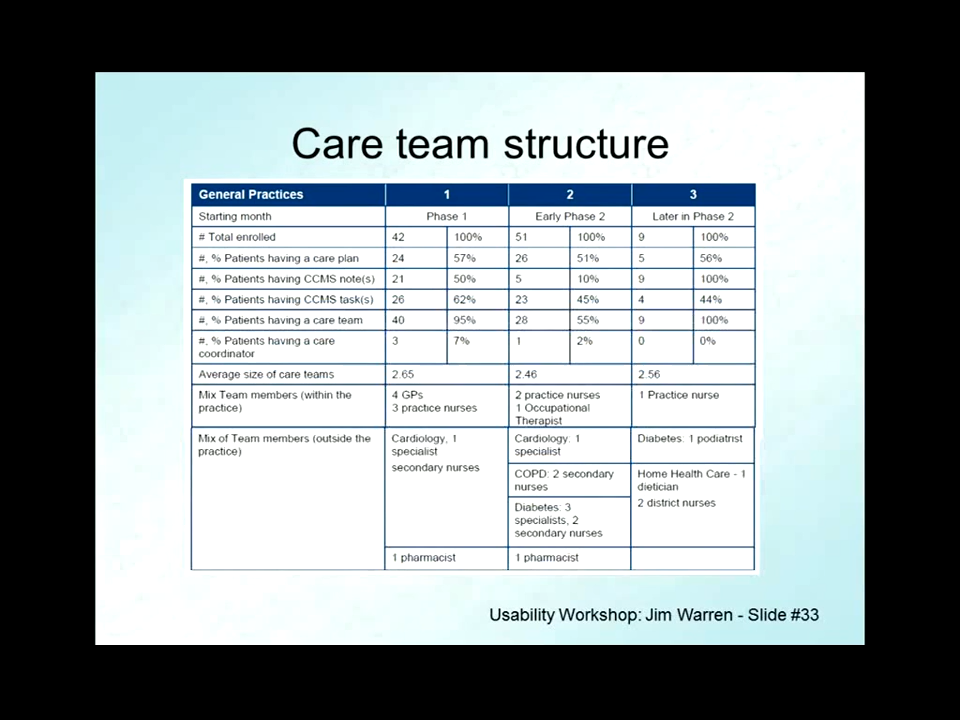 Care team structure
General Practices 1 2 3
Starting month Phase 1 Early Phase 2 Later in Phase 2
# Total enrolled 42 100% 51 100% 9 100%
#, % Patients having a care plan 24 57% 26 51% 5 56%
#, % Patients having CCMS note(s) 21 50% 5 10% 9 100%
#, % Patients having CCMS task(s) 26 62% 23 45% 4 44%
#, % Patients having a care team 40 95% 28 55% 9 100%
#, % Patients having a care
coordinator
3 7% 1 2% 0 0%
Average size of care teams 2.65 2.46 2.56
Mix Team members (within the
practice)
4 GPs
3 practice nurses
2 practice nurses
1 Occupational
Therapist
1 Practice nurse
Mix of Team members (outside the
practice)
Cardiology, 1
specialist
secondary nurses
1 pharmacist
Cardiology: 1
specialist
COPD: 2 secondary
nurses
Diabetes: 3
specialists, 2
secondary nurses
1 pharmacist
Diabetes: 1 podiatrist
Home Health Care - 1
dietician
2 district nurses
Usability Workshop: Jim Warren - Slide #33